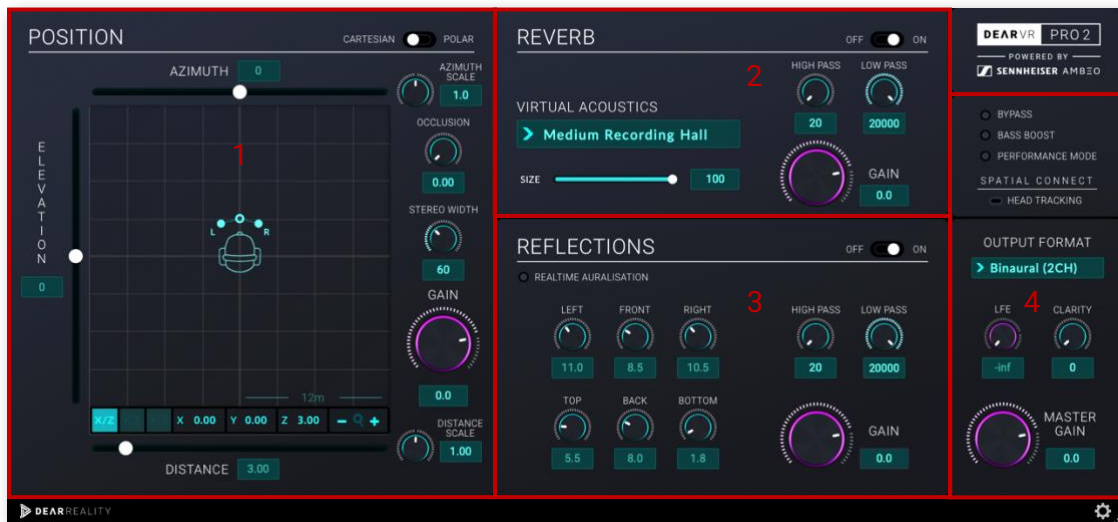 POSITION
CARTESIAN POLAR
AZIMUTH 0
AZIMUTH
SCALE
1.0
OCCLUSION
0.00
STEREO WIDTH
60
GAIN
0.0
DISTANCE
SCALE
1.00
ELEVATION
0
1
L R
12m
X/Z X 0.00 Y 0.00 Z 3.00 - +
DISTANCE 3.00
REVERB
OFF ON
2
HIGH PASS LOW PASS
20 20000
VIRTUAL ACOUSTICS
Medium Recording Hall
SIZE 100
GAIN
0.0
REFLECTIONS
OFF ON
REALTIME AURALISATION
3
LEFT FRONT RIGHT
11.0 8.5 10.5
TOP BACK BOTTOM
5.5 8.0 1.8
HIGH PASS LOW PASS
20 20000
GAIN
0.0
DEARVR PRO 2
POWERED BY
SENNHEISER AMBEO
BYPASS
BASS BOOST
PERFORMANCE MODE
SPATIAL CONNECT
HEAD TRACKING
OUTPUT FORMAT
Binaural (2CH)
4
LFE CLARITY
-inf 0
MASTER
GAIN
0.0
DEARREALITY